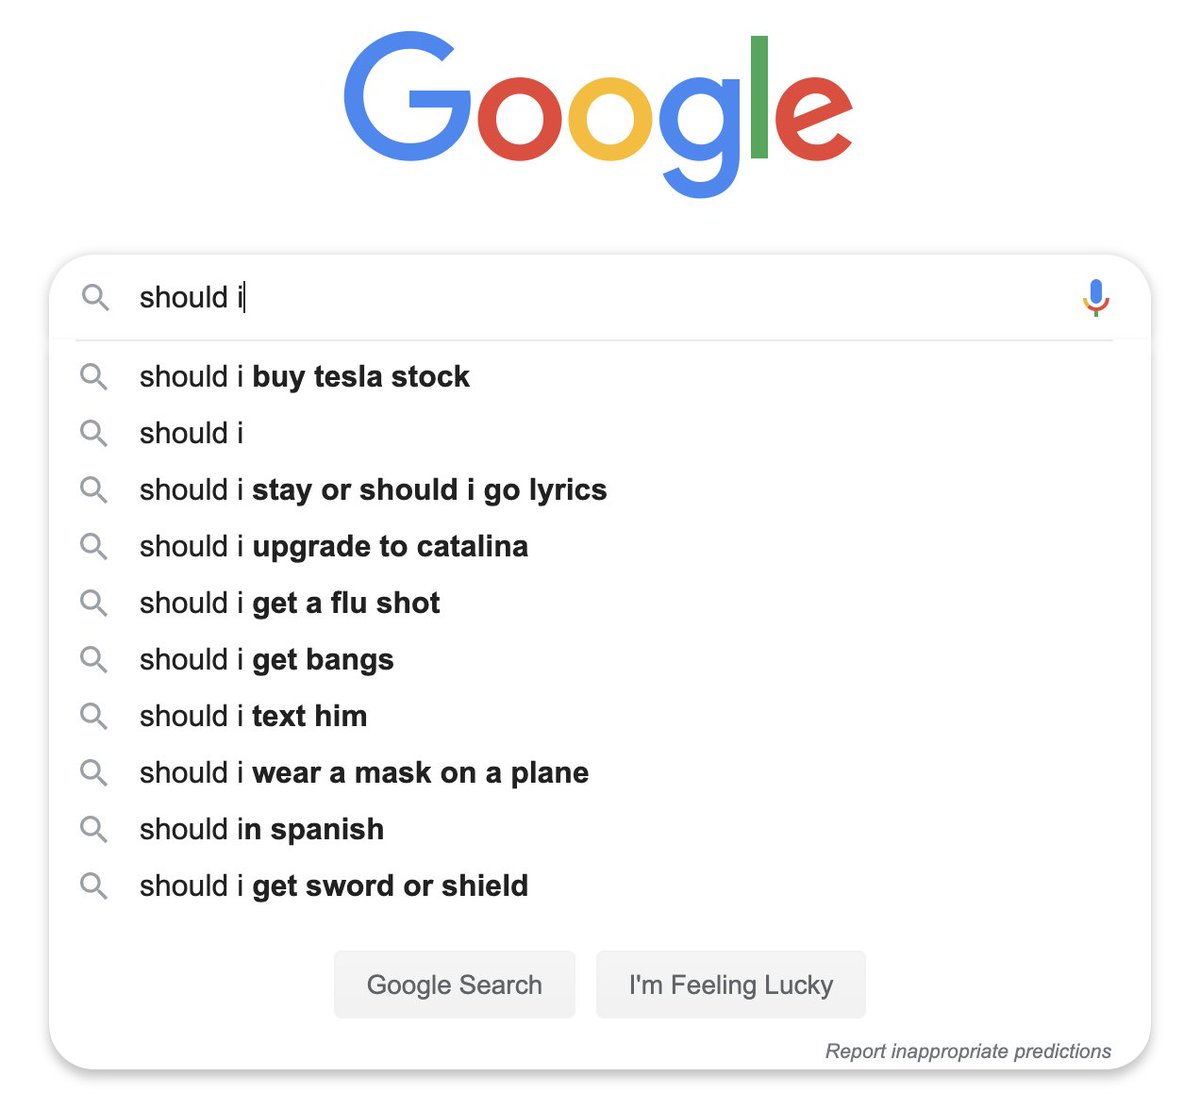 Google
should i
should i buy tesla stock
should i
should i stay or should i go lyrics
should i upgrade to catalina
should i get a flu shot
should i get bangs
should i text him
should i wear a mask on a plane
should in spanish
should i get sword or shield
Google Search
I'm Feeling Lucky
Report inappropriate predictions